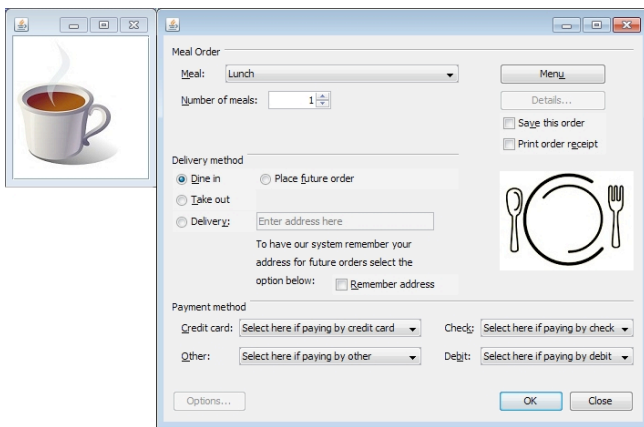 Meal Order
Meal: Lunch Menu
Number of meals: 1 Details...
Save this order
Print order receipt
Delivery method
Dine in Place future order
Take out
Delivery: Enter address here
To have our system remember your
address for future orders select the
option below: Remember address
Payment method
Credit card: Select here if paying by credit card Check: Select here if paying by check
Other: Select here if paying by other Debit: Select here if paying by debit
Options... OK Close